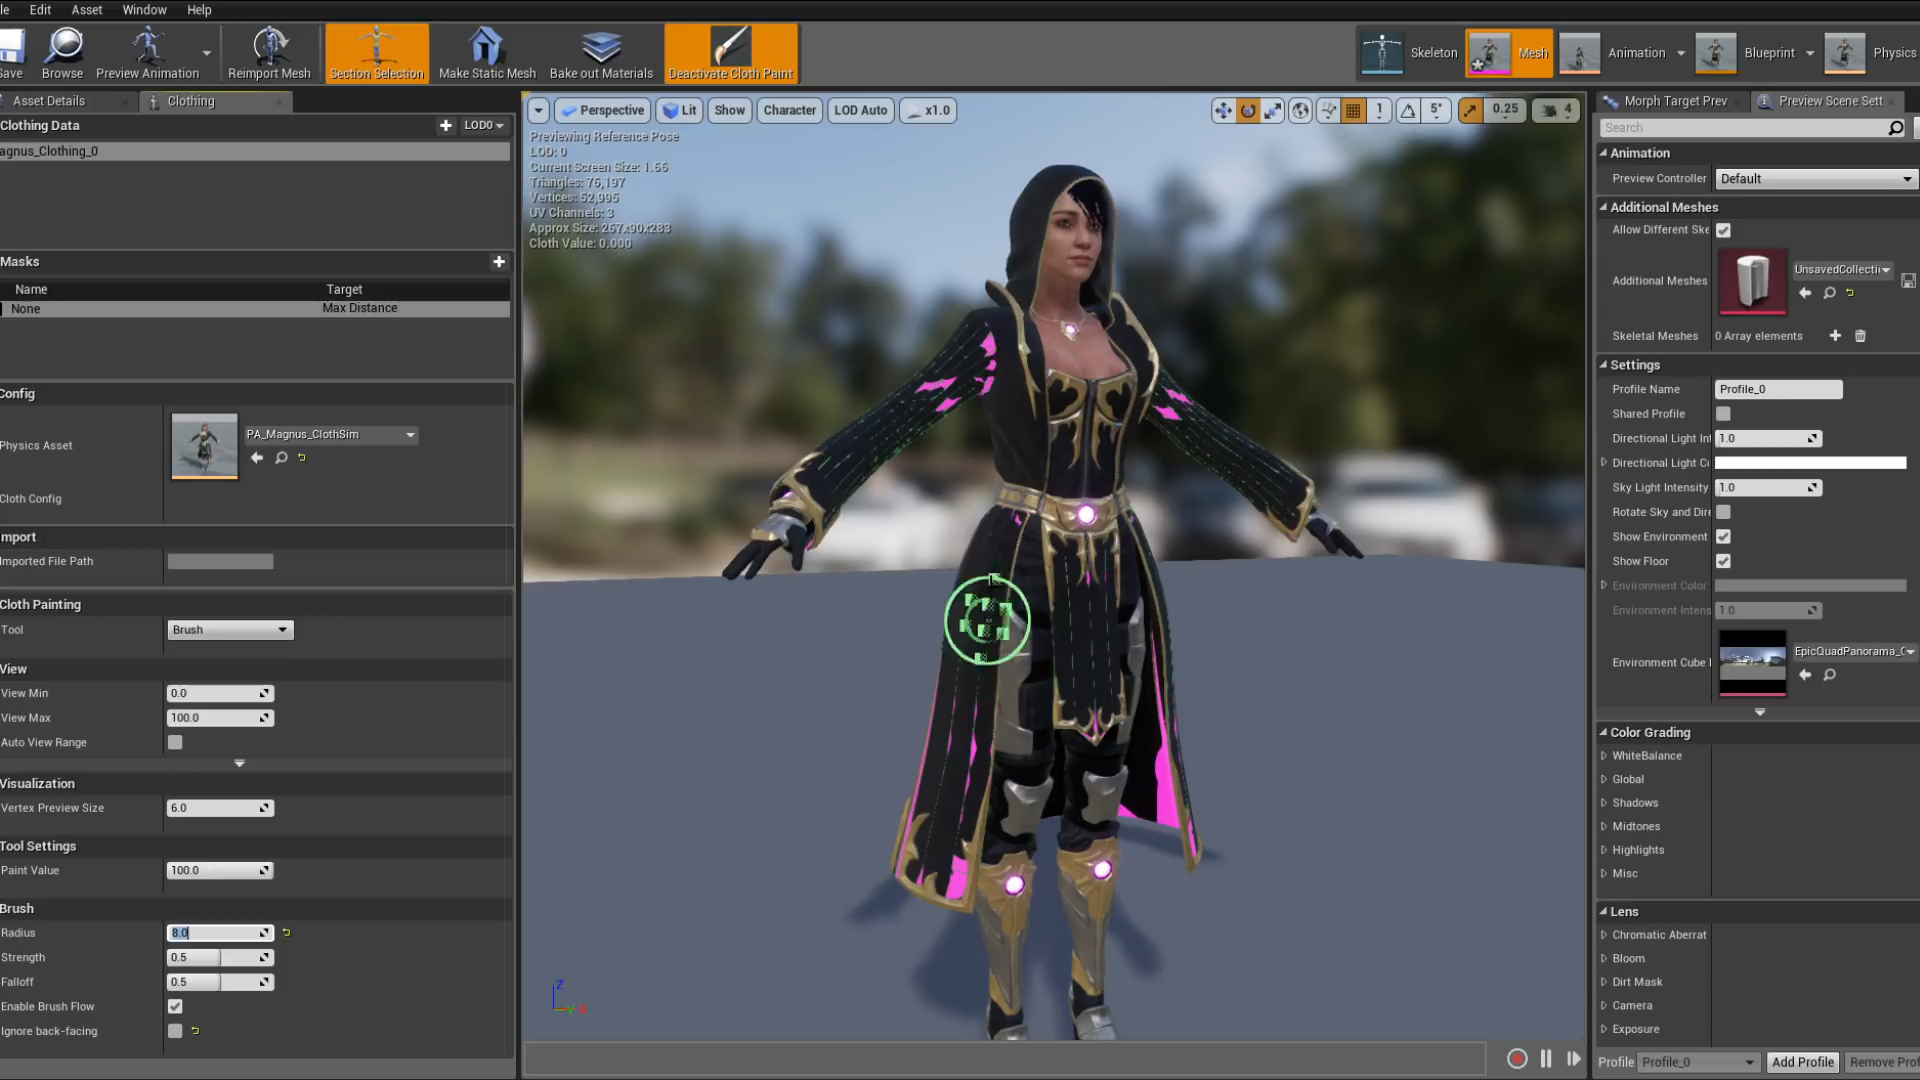 le Edit Asset Window Help
Save Browse Preview Animation Reimport Mesh Section Selection Make Static Mesh Bake out Materials Deactivate Cloth Paint Skeleton Mesh Animation Blueprint Physics
Asset Details Clothing
Clothing Data LOD0
agnus_Clothing_0
Masks
Name Target
None Max Distance
Config
Physics Asset PA_Magnus_ClothSim
Cloth Config
mport
Imported File Path
Cloth Painting
Tool Brush
View
View Min 0.0
View Max 100.0
Auto View Range
Visualization
Vertex Preview Size 6.0
Tool Settings
Paint Value 100.0
Brush
Radius 8.0
Strength 0.5
Falloff 0.5
Enable Brush Flow
Ignore back-facing
Perspective Lit Show Character LOD Auto x1.0 1 5° 0.25 4
Previewing Reference Pose
LOD: 0
Current Screen Size: 1.66
Triangles: 76,197
Vertices: 52,995
UV Channels: 3
Approx Size: 267x90x283
Cloth Value: 0.000
Z
Y X
Morph Target Prev Preview Scene Sett
Search
Animation
Preview Controller Default
Additional Meshes
Allow Different Ske
Additional Meshes UnsavedCollecti
Skeletal Meshes 0 Array elements
Settings
Profile Name Profile_0
Shared Profile
Directional Light In 1.0
Directional Light Co
Sky Light Intensity 1.0
Rotate Sky and Dire
Show Environment
Show Floor
Environment Color
Environment Intens 1.0
Environment Cube EpicQuadPanorama_C
Color Grading
WhiteBalance
Global
Shadows
Midtones
Highlights
Misc
Lens
Chromatic Aberrat
Bloom
Dirt Mask
Camera
Exposure
Profile Profile_0 Add Profile Remove Prof